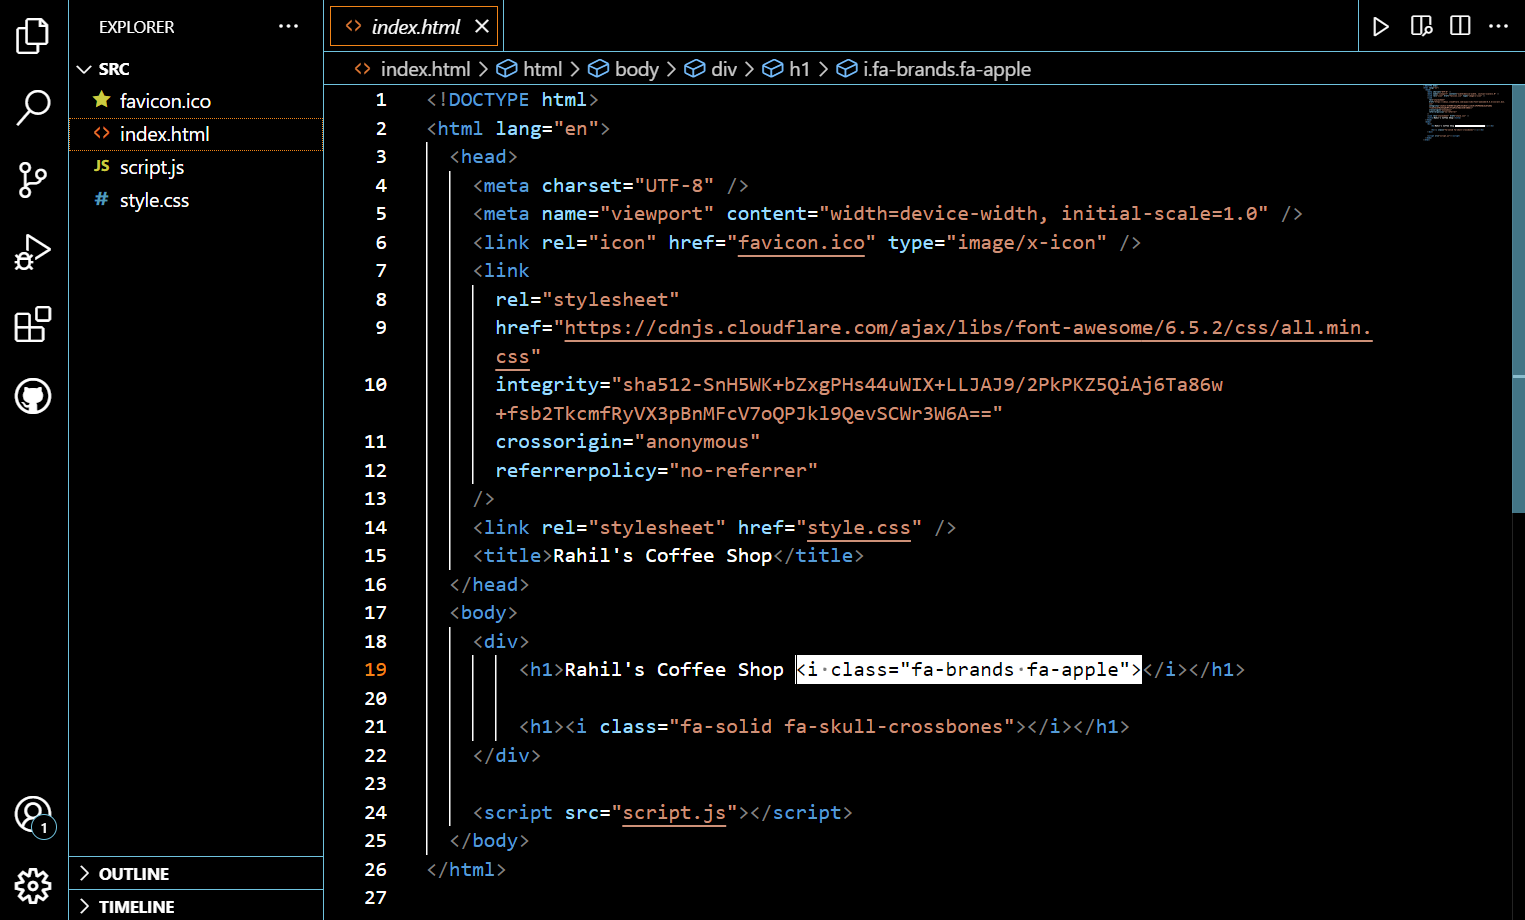 EXPLORER
SRC
favicon.ico
index.html
JS script.js
# style.css
OUTLINE
TIMELINE
1
index.html
index.html > html > body > div > h1 > i.fa-brands.fa-apple
1 <!DOCTYPE html>
2 <html lang="en">
3 <head>
4 <meta charset="UTF-8" />
5 <meta name="viewport" content="width=device-width, initial-scale=1.0" />
6 <link rel="icon" href="favicon.ico" type="image/x-icon" />
7 <link
8 rel="stylesheet"
9 href="https://cdnjs.cloudflare.com/ajax/libs/font-awesome/6.5.2/css/all.min.
css"
10 integrity="sha512-SnH5WK+bZxgPHs44uWIX+LLJAJ9/2PkPKZ5QiAj6Ta86w
+fsb2TkcmfRyVX3pBnMFcV7oQPJkl9QevSCWr3W6A=="
11 crossorigin="anonymous"
12 referrerpolicy="no-referrer"
13 />
14 <link rel="stylesheet" href="style.css" />
15 <title>Rahil's Coffee Shop</title>
16 </head>
17 <body>
18 <div>
19 <h1>Rahil's Coffee Shop <i class="fa-brands fa-apple"></i></h1>
20
21 <h1><i class="fa-solid fa-skull-crossbones"></i></h1>
22 </div>
23
24 <script src="script.js"></script>
25 </body>
26 </html>
27